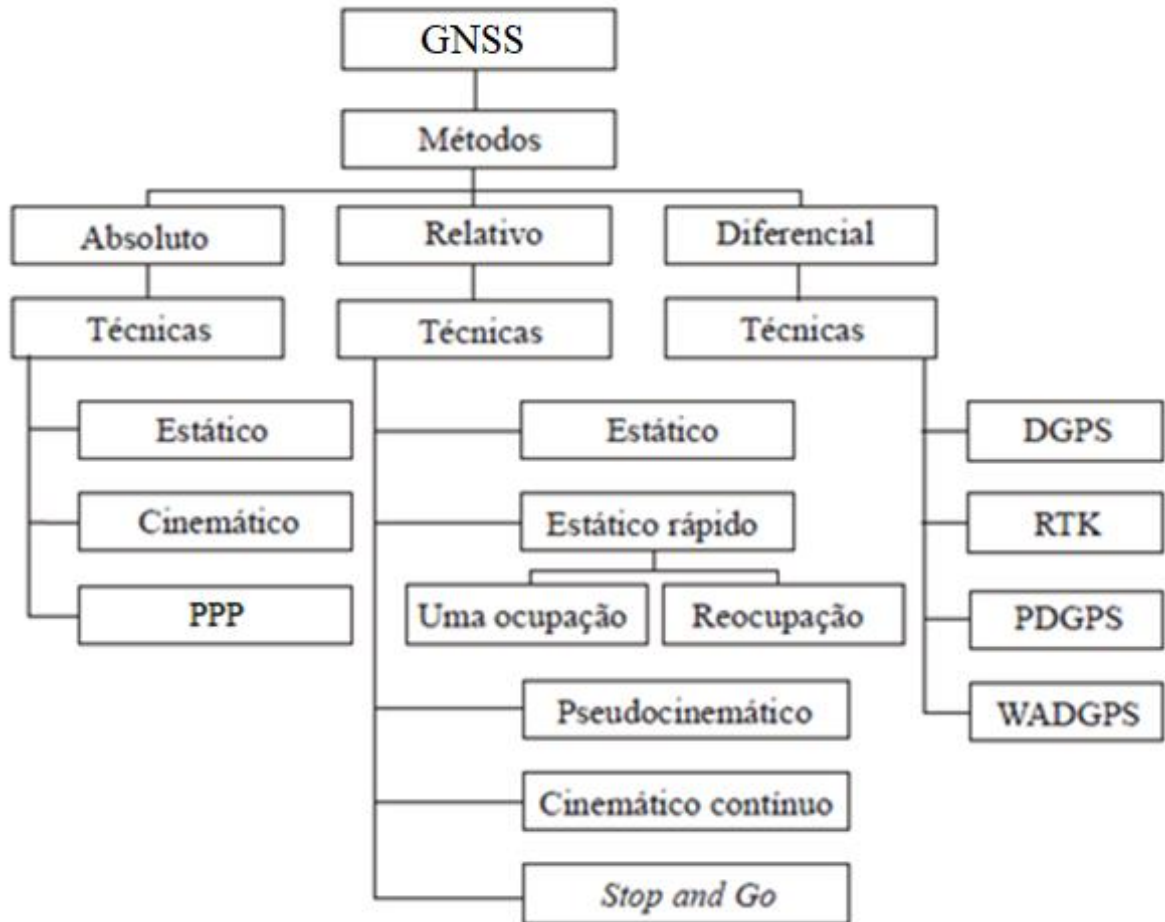 GNSS
Métodos
Absoluto
Relativo
Diferencial
Técnicas
Técnicas
Técnicas
Estático
Cinemático
PPP
Estático
Estático rápido
Uma ocupação
Reocupação
Pseudocinemático
Cinemático contínuo
Stop and Go
DGPS
RTK
PDGPS
WADGPS